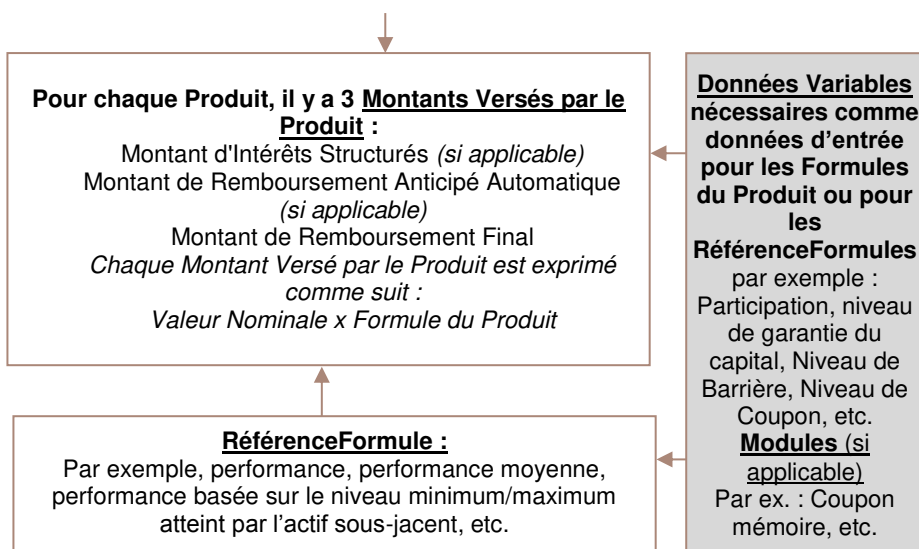 Pour chaque Produit, il y a 3 Montants Versés par le
Produit :
Montant d'Intérêts Structurés (si applicable)
Montant de Remboursement Anticipé Automatique
(si applicable)
Montant de Remboursement Final
Chaque Montant Versé par le Produit est exprimé
comme suit :
Valeur Nominale x Formule du Produit
RéférenceFormule :
Par exemple, performance, performance moyenne,
performance basée sur le niveau minimum/maximum
atteint par l'actif sous-jacent, etc.
Données Variables
nécessaires comme
données d'entrée
pour les Formules
du Produit ou pour
les
RéférenceFormules
par exemple :
Participation, niveau
de garantie du
capital, Niveau de
Barrière, Niveau de
Coupon, etc.
Modules (si
applicable)
Par ex. : Coupon
mémoire, etc.